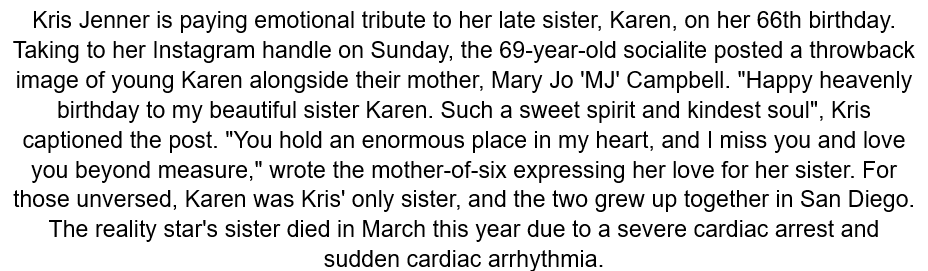 Kris Jenner is paying emotional tribute to her late sister, Karen, on her 66th birthday.
Taking to her Instagram handle on Sunday, the 69-year-old socialite posted a throwback
image of young Karen alongside their mother, Mary Jo 'MJ' Campbell. "Happy heavenly
birthday to my beautiful sister Karen. Such a sweet spirit and kindest soul", Kris
captioned the post. "You hold an enormous place in my heart, and I miss you and love
you beyond measure," wrote the mother-of-six expressing her love for her sister. For
those unversed, Karen was Kris' only sister, and the two grew up together in San Diego.
The reality star's sister died in March this year due to a severe cardiac arrest and
sudden cardiac arrhythmia.